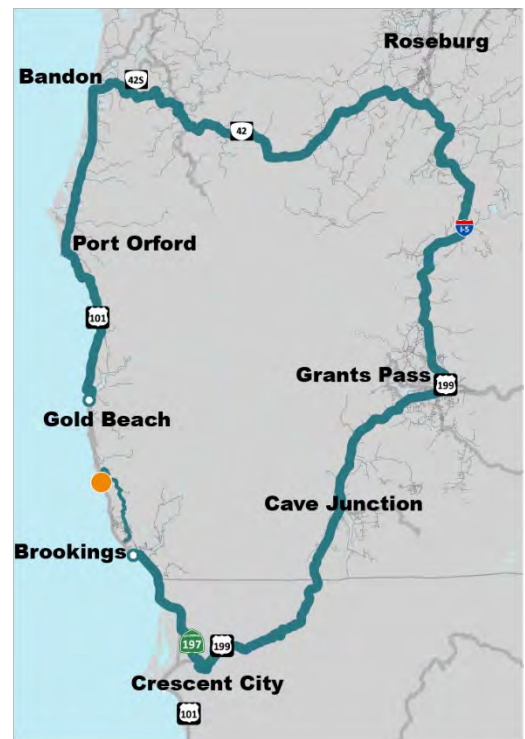 Roseburg
Bandon
42S
42
Port Orford
I-5
101
Grants Pass
199
Gold Beach
Cave Junction
Brookings
197
199
Crescent City
101